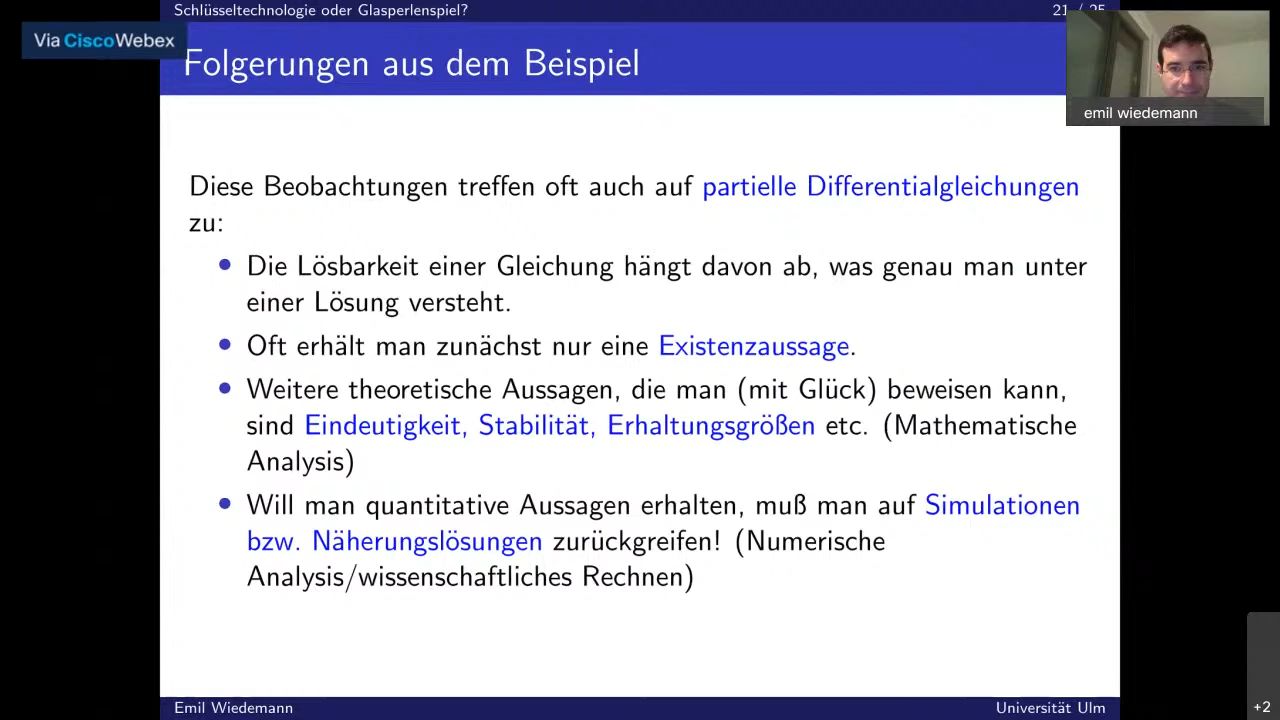 Schlüsseltechnologie oder Glasperlenspiel?
21 / 25
Via CiscoWebex
Folgerungen aus dem Beispiel
emil wiedemann
Diese Beobachtungen treffen oft auch auf partielle Differentialgleichungen
zu:
• Die Lösbarkeit einer Gleichung hängt davon ab, was genau man unter
einer Lösung versteht.
• Oft erhält man zunächst nur eine Existenzaussage.
• Weitere theoretische Aussagen, die man (mit Glück) beweisen kann,
sind Eindeutigkeit, Stabilität, Erhaltungsgrößen etc. (Mathematische
Analysis)
• Will man quantitative Aussagen erhalten, muß man auf Simulationen
bzw. Näherungslösungen zurückgreifen! (Numerische
Analysis/wissenschaftliches Rechnen)
Emil Wiedemann
Universität Ulm
+2